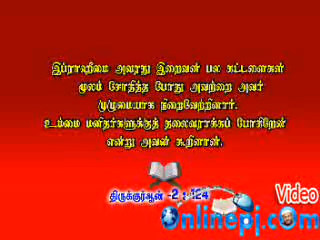 இப்ராஹீமை அவரது இறைவன் பல கட்டளைகள்
மூலம் சோதித்த போது அவற்றை அவர்
முழுமையாக நிறைவேற்றினார்.
உம்மை மனிதர்களுக்குத் தலைவராக்கப் போகிறேன்
என்று அவன் கூறினான்.
திருக்குர்ஆன் -2 : 124
Video
Onlinepj.com